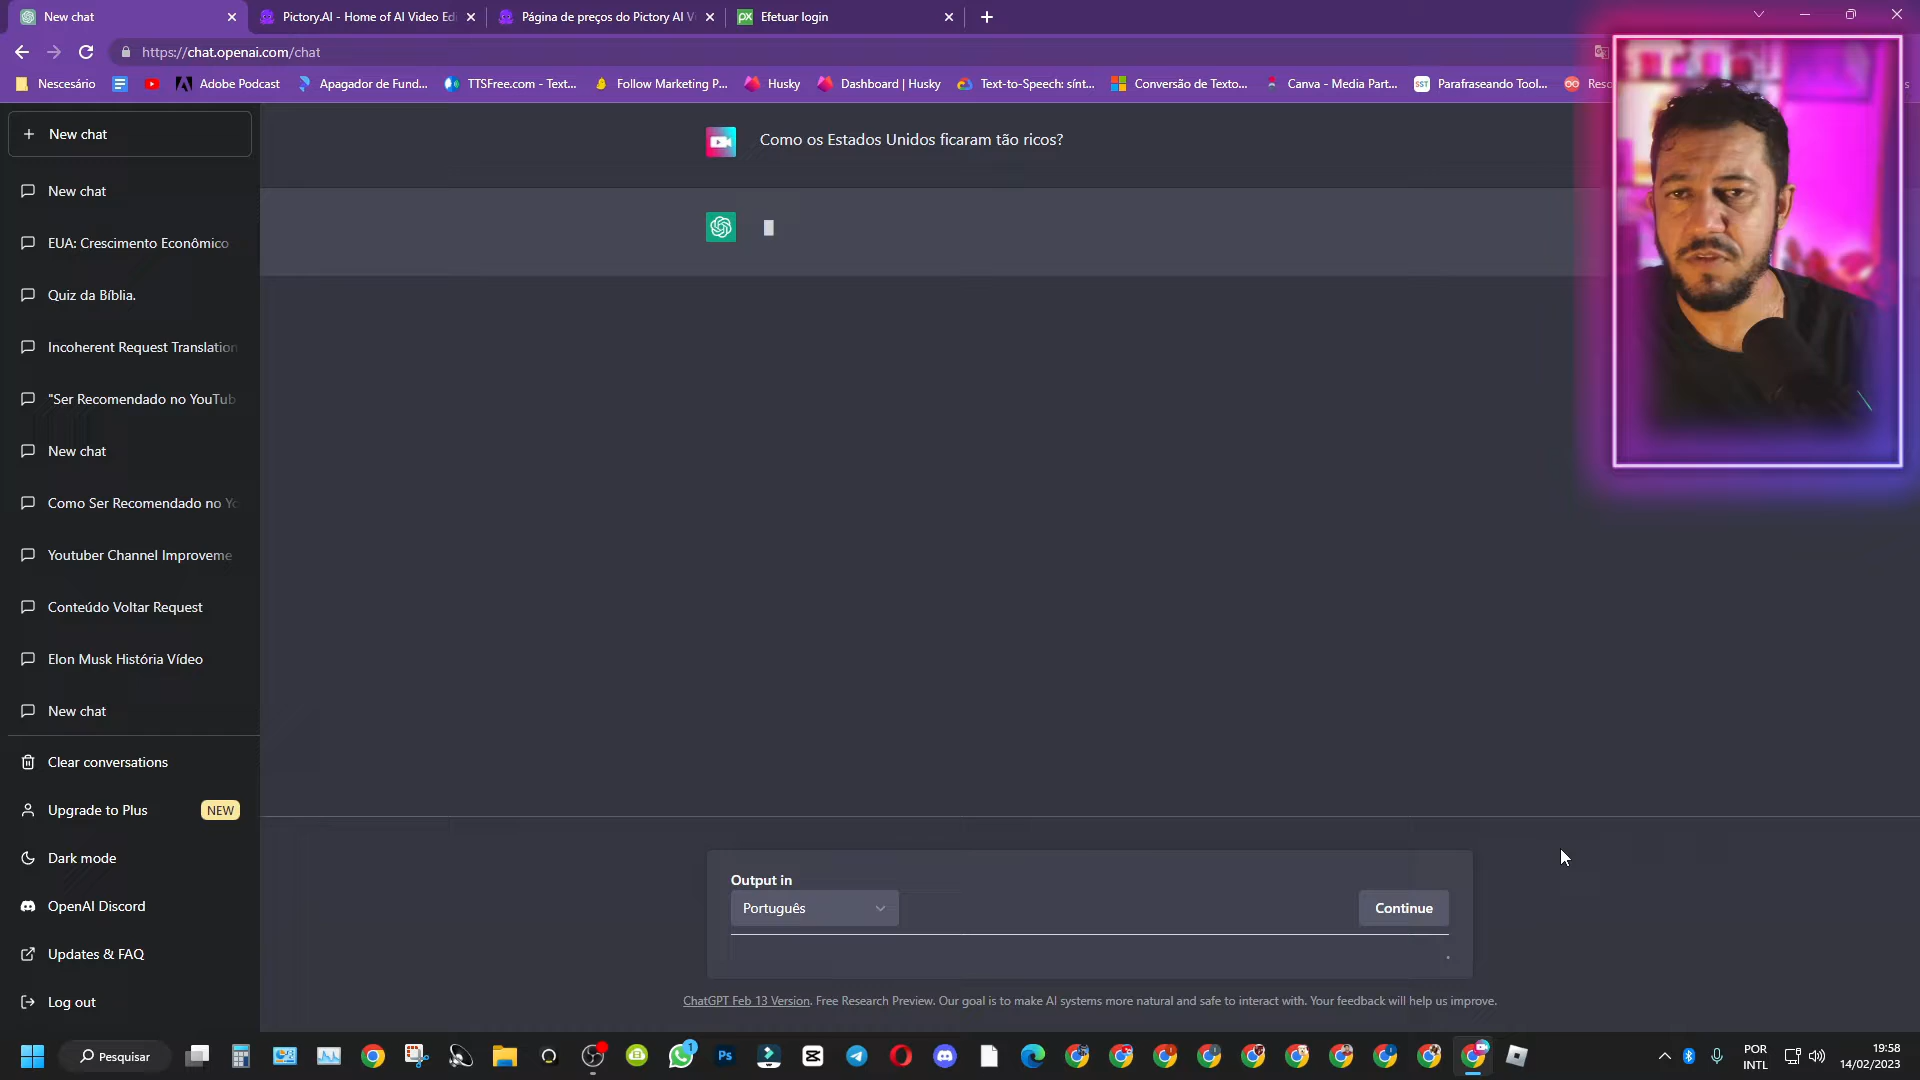 New chat
Pictory.AI - Home of AI Video Edi
Página de preços do Pictory AI V
px
Efetuar login
https://chat.openai.com/chat
Nescesário
Adobe Podcast
Apagador de Fund...
TTSFree.com - Text...
Follow Marketing P...
Husky
Dashboard | Husky
Text-to-Speech: sínt...
Conversão de Texto...
Canva - Media Part...
SST
Parafraseando Tool...
Reso
New chat
New chat
EUA: Crescimento Econômico
Quiz da Bíblia.
Incoherent Request Translation
"Ser Recomendado no YouTub
New chat
Como Ser Recomendado no Yo
Youtuber Channel Improveme
Conteúdo Voltar Request
Elon Musk História Vídeo
New chat
Clear conversations
Upgrade to Plus
NEW
Dark mode
OpenAI Discord
Updates & FAQ
Log out
Como os Estados Unidos ficaram tão ricos?
Output in
Português
Continue
ChatGPT Feb 13 Version. Free Research Preview. Our goal is to make AI systems more natural and safe to interact with. Your feedback will help us improve.
Pesquisar
1
Ps
POR
INTL
19:58
14/02/2023